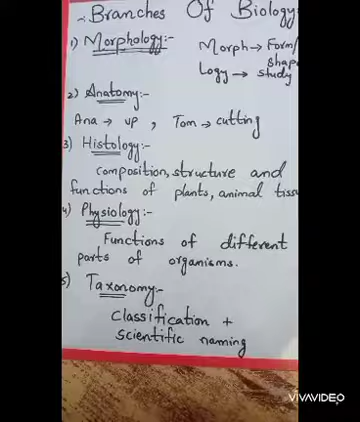 Branches Of Biology
1) Morphology:-
Morph → Form/
shape
Logy → study
2) Anatomy:-
Ana → up , Tom → cutting
3) Histology:-
composition, structure and
functions of plants, animal tissu
4) Physiology:-
Functions of different
parts of organisms.
5) Taxonomy:-
Classification +
scientific naming
VIVAVIDEO